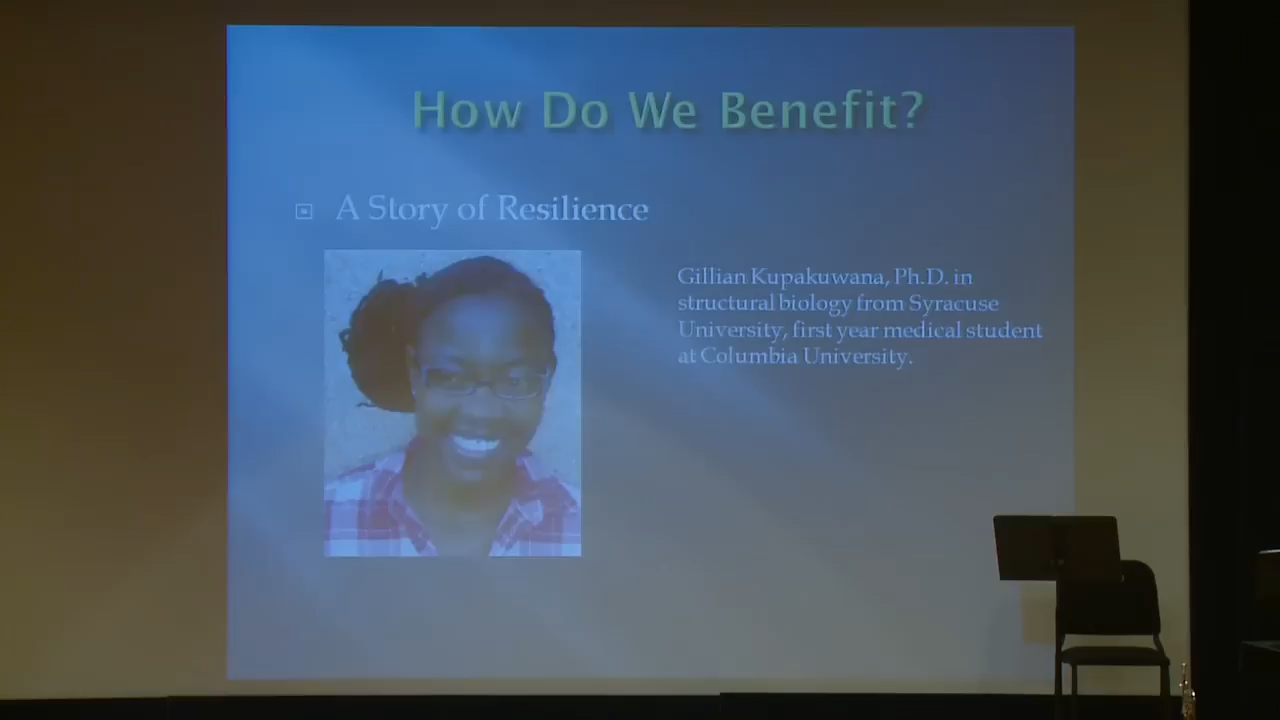 How Do We Benefit?
A Story of Resilience
Gillian Kupakuwana, Ph.D. in
structural biology from Syracuse
University, first year medical student
at Columbia University.